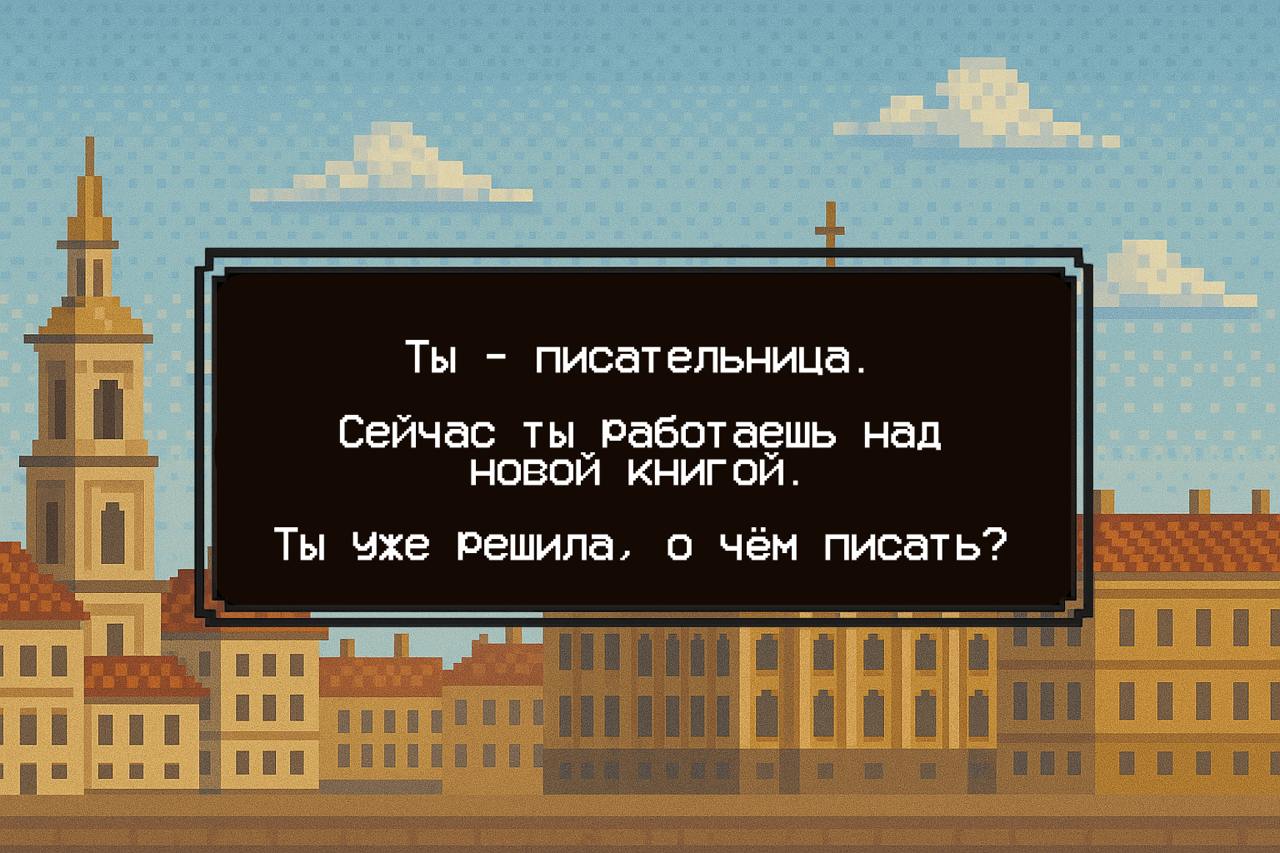 Ты - писательница.
Сейчас ты работаешь над
новой книгой.
Ты уже решила, о чём писать?